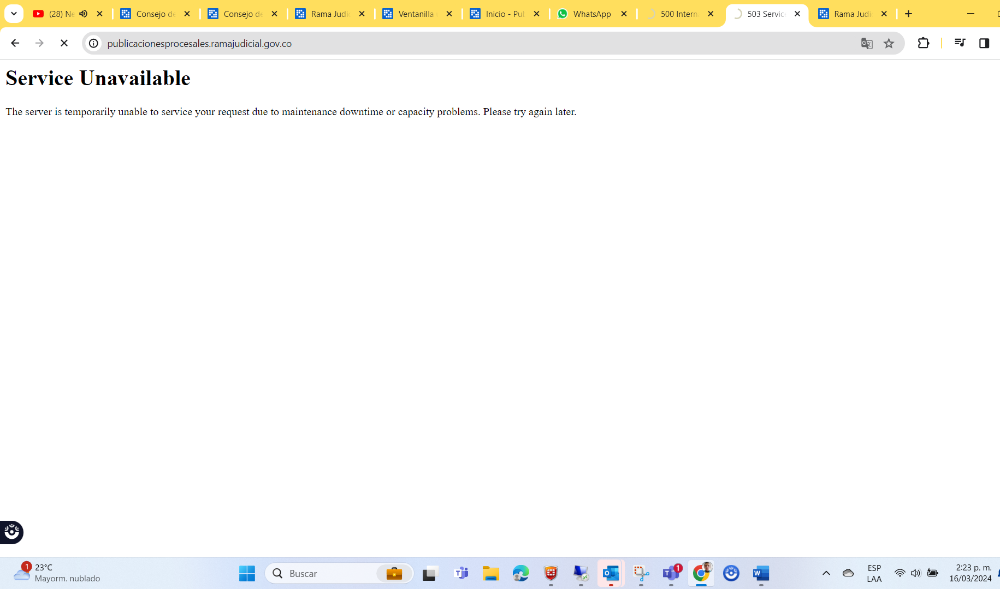 (28) Ne
Consejo de
Consejo de
Rama Judic
Ventanilla
Inicio - Pub
WhatsApp
500 Intern
503 Servic
Rama Judi
publicacionesprocesales.ramajudicial.gov.co
Service Unavailable
The server is temporarily unable to service your request due to maintenance downtime or capacity problems. Please try again later.
1
23°C
Mayorm. nublado
Buscar
1
ESP
LAA
2:23 p. m.
16/03/2024